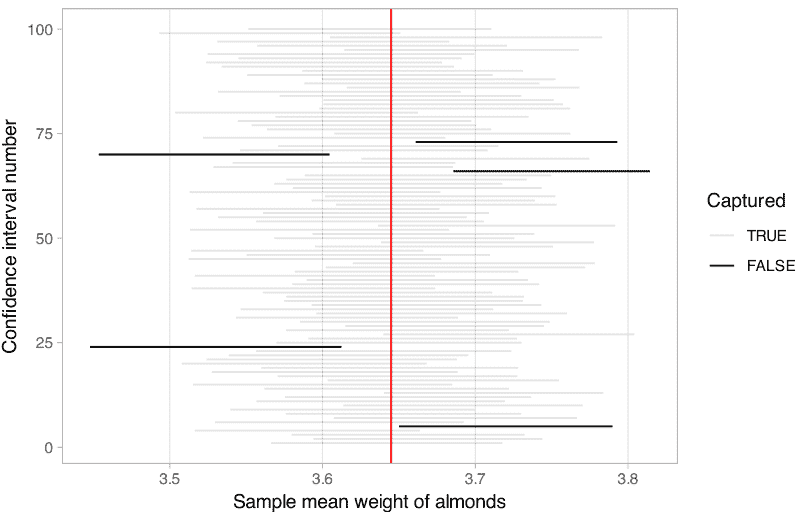 100
75
50
25
0
Confidence interval number
3.5 3.6 3.7 3.8
Sample mean weight of almonds
Captured
TRUE
FALSE